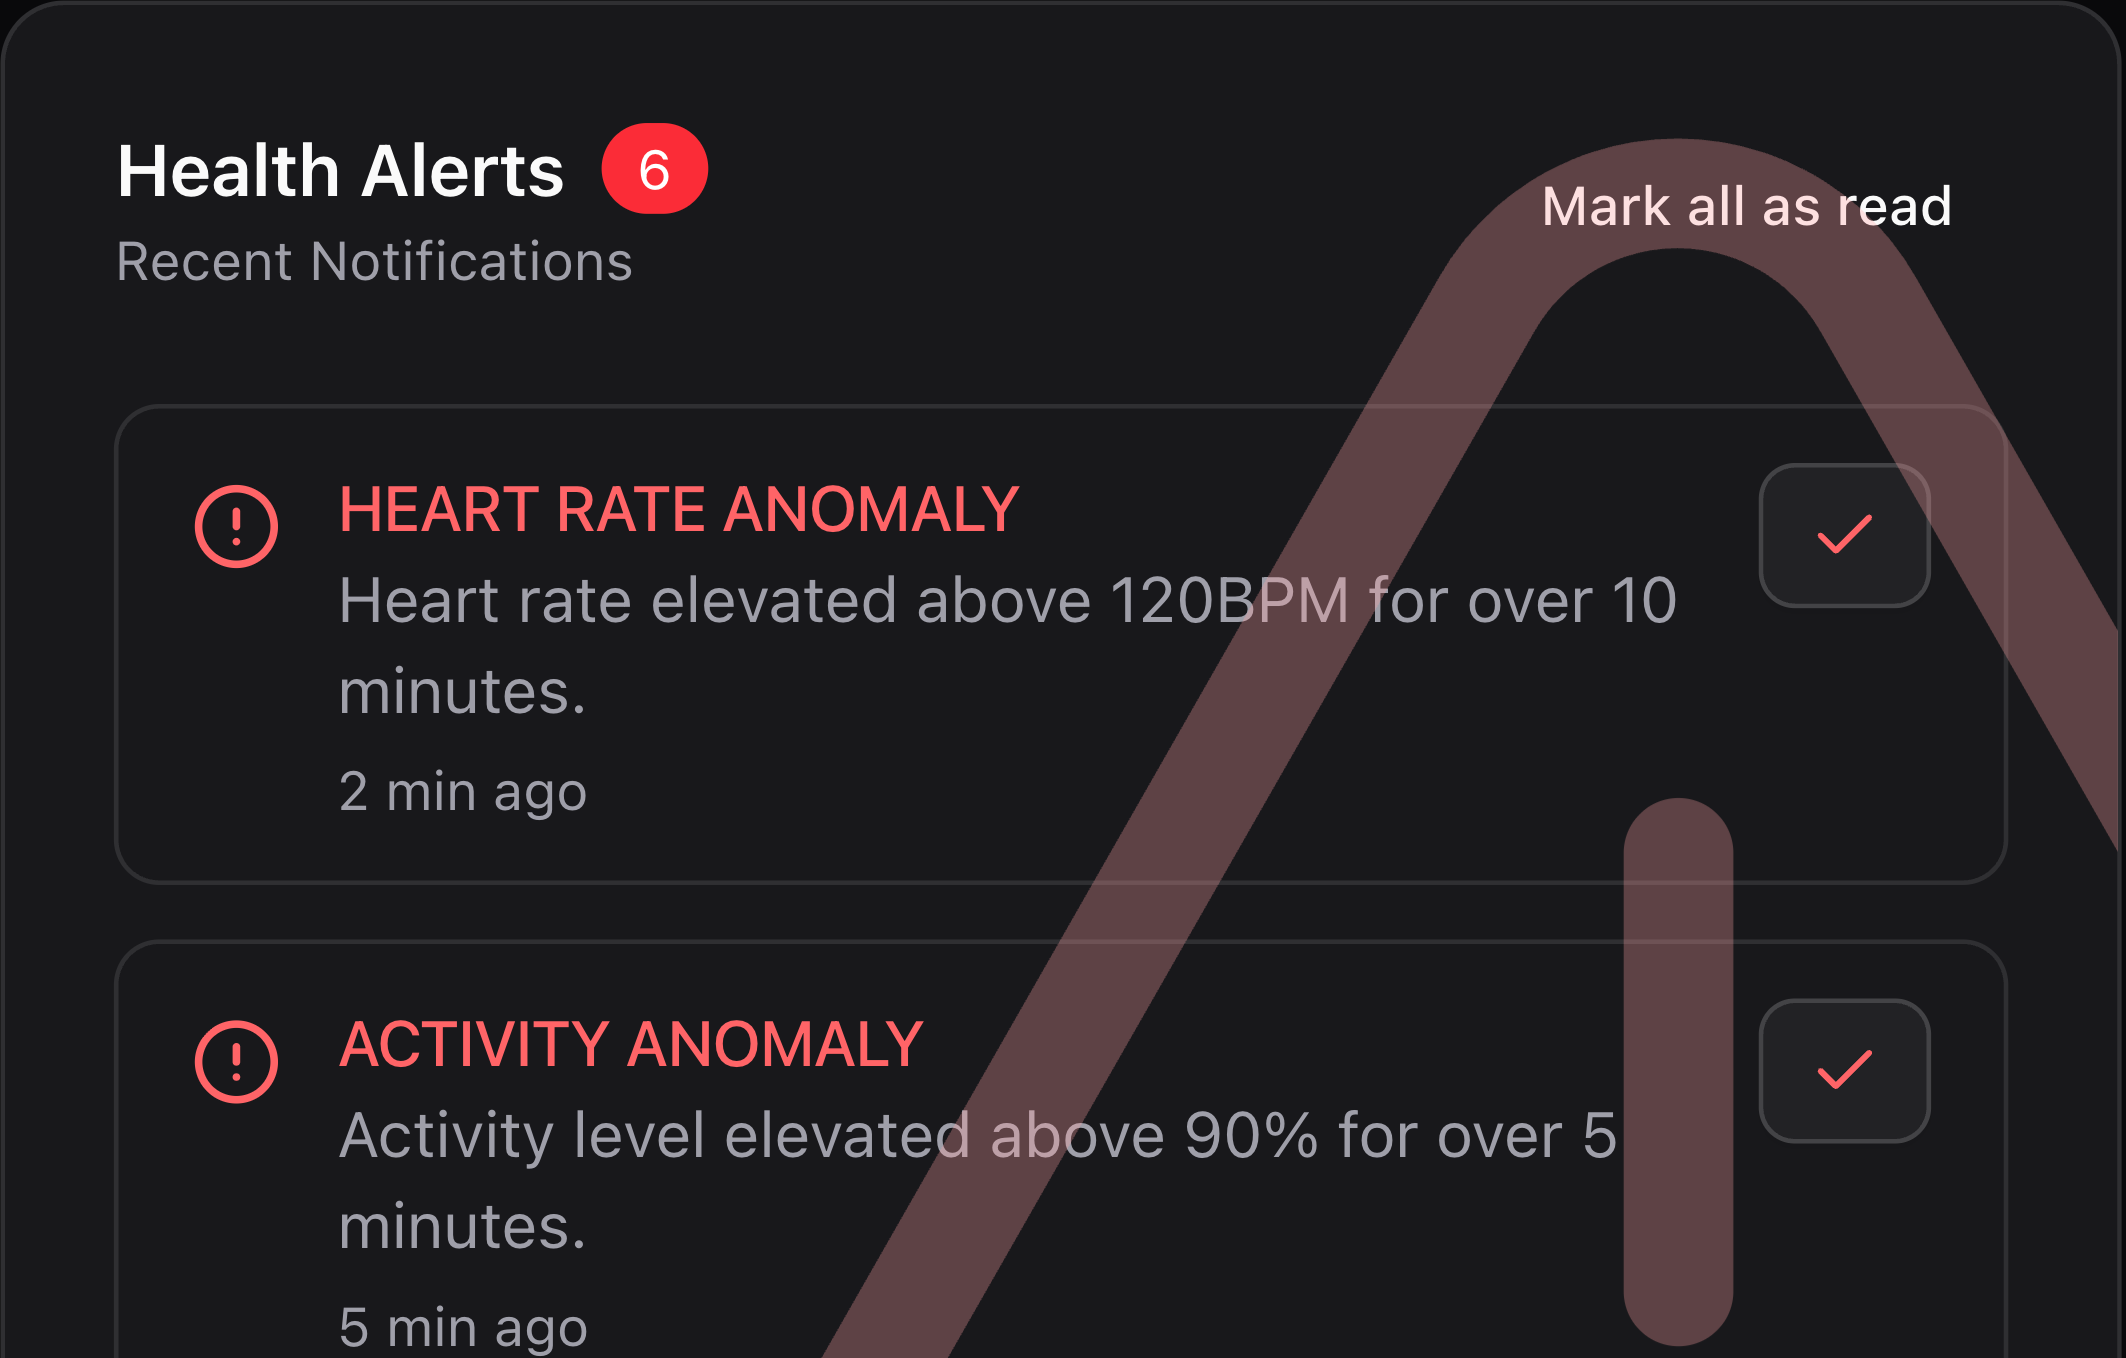 Health Alerts 6
Mark all as read
Recent Notifications
HEART RATE ANOMALY
Heart rate elevated above 120BPM for over 10
minutes.
2 min ago
ACTIVITY ANOMALY
Activity level elevated above 90% for over 5
minutes.
5 min ago